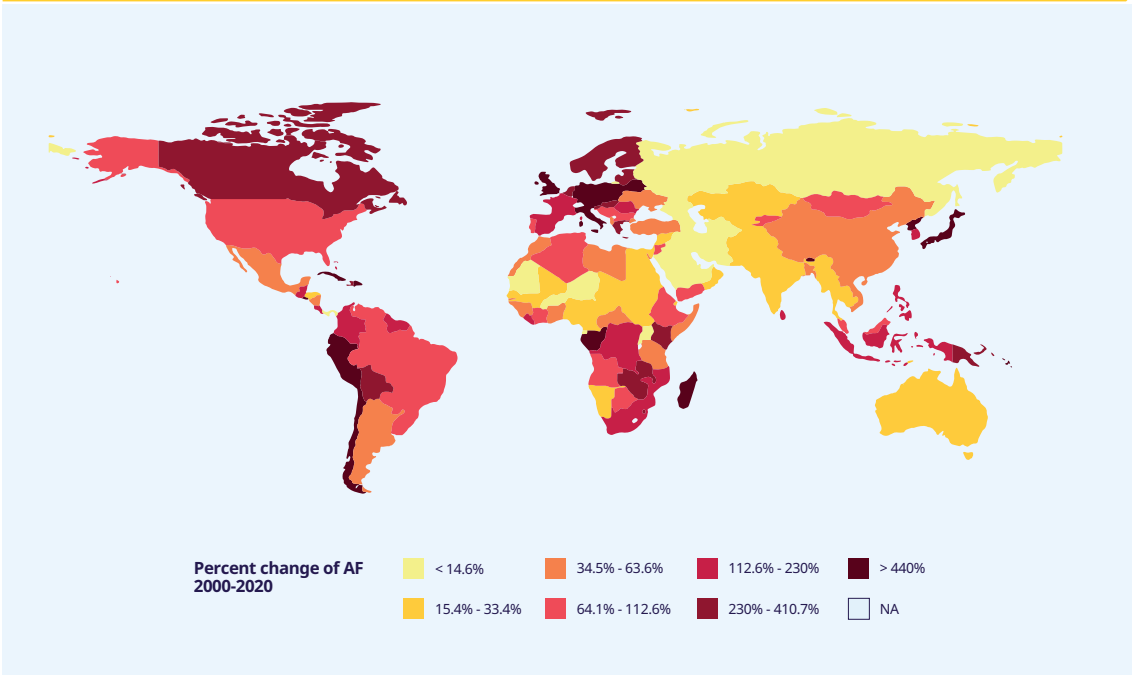 Percent change of AF
2000-2020
< 14.6%
34.5% - 63.6%
112.6% - 230%
> 440%
15.4% - 33.4%
64.1% - 112.6%
230% - 410.7%
NA